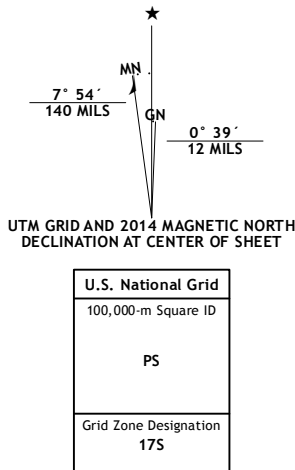 ★
MN
GN
7° 54´
140 MILS
0° 39´
12 MILS
UTM GRID AND 2014 MAGNETIC NORTH
DECLINATION AT CENTER OF SHEET
U.S. National Grid
100,000-m Square ID
PS
Grid Zone Designation
17S